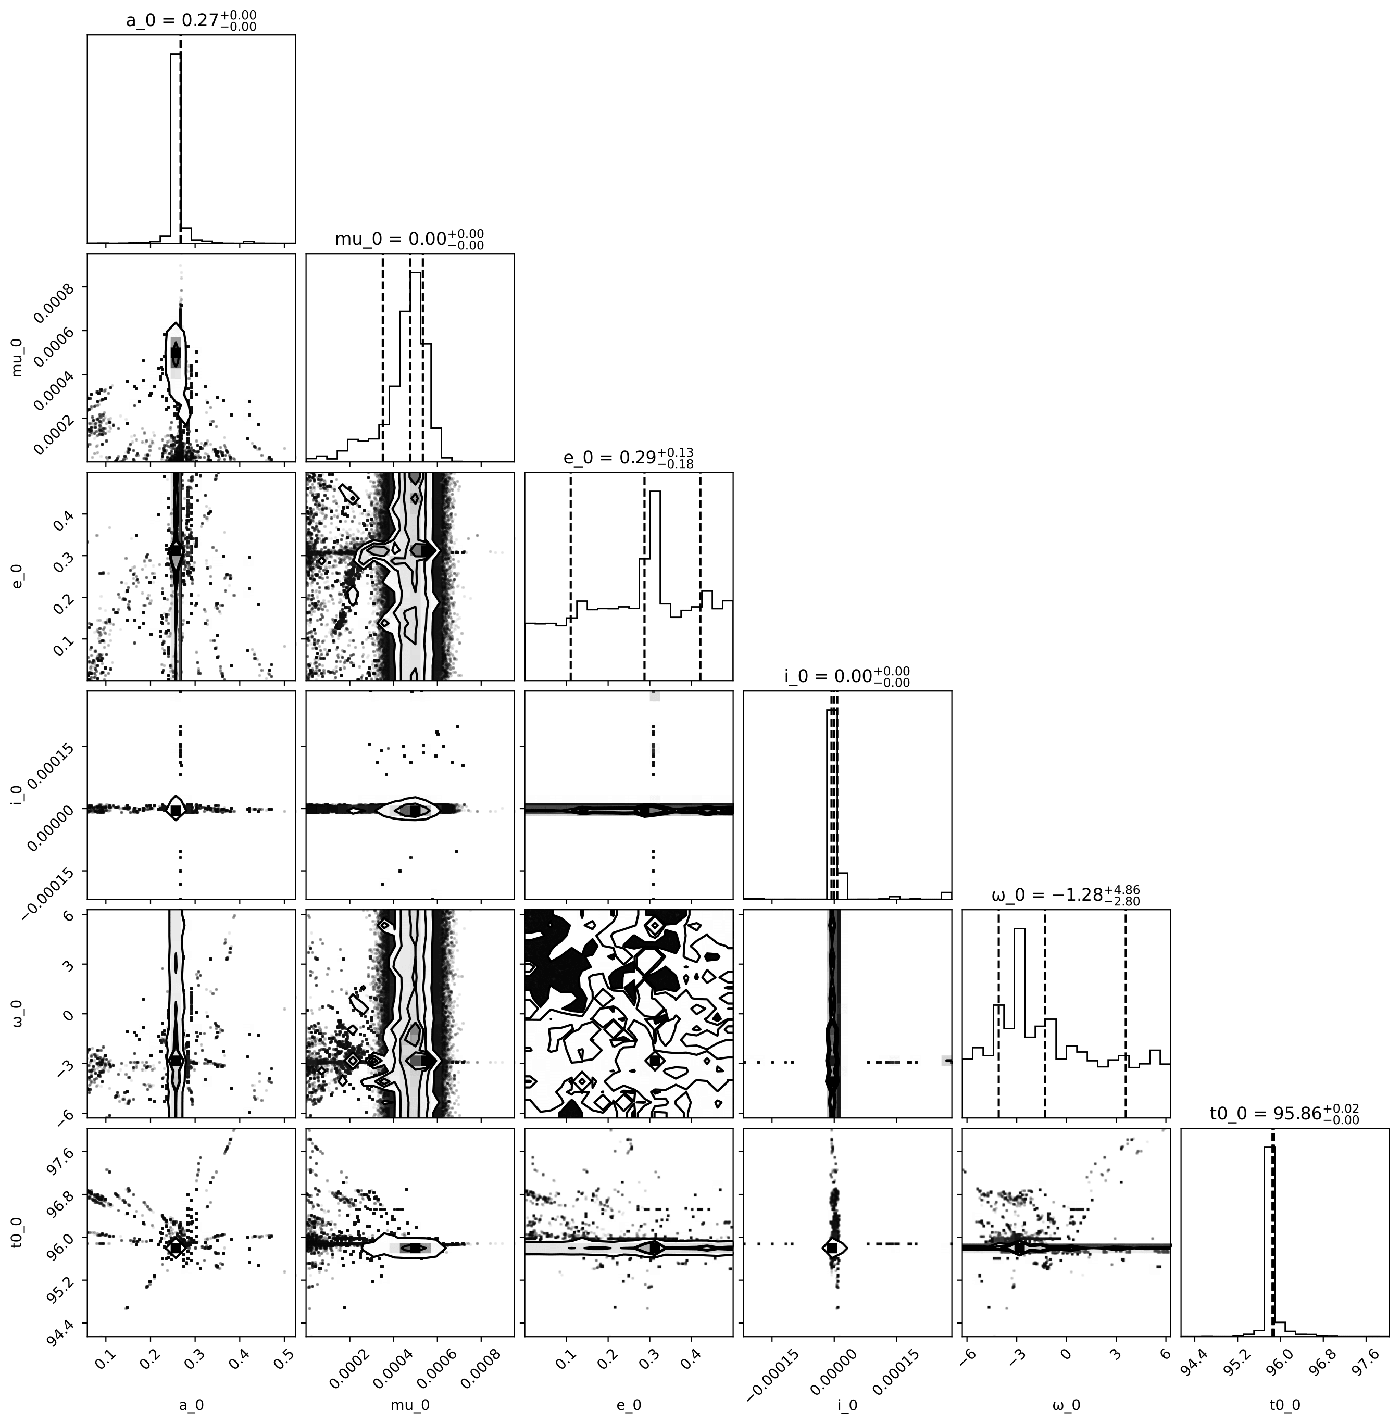 a_0 = 0.27+0.00−0.00
mu_0 = 0.00+0.00−0.00
mu_0
0.0008
0.0006
0.0004
0.0002
e_0 = 0.29+0.13−0.18
e_0
0.4
0.3
0.2
0.1
i_0 = 0.00+0.00−0.00
i_0
0.00015
0.00000
−0.00015
ω_0 = −1.28+4.86−2.80
ω_0
6
3
0
−3
−6
t0_0 = 95.86+0.02−0.00
t0_0
97.6
96.8
96.0
95.2
94.4
0.1 0.2 0.3 0.4 0.5
0.0002 0.0004 0.0006 0.0008
0.1 0.2 0.3 0.4
−0.00015 0.00000 0.00015
−6 −3 0 3 6
94.4 95.2 96.0 96.8 97.6
a_0 mu_0 e_0 i_0 ω_0 t0_0